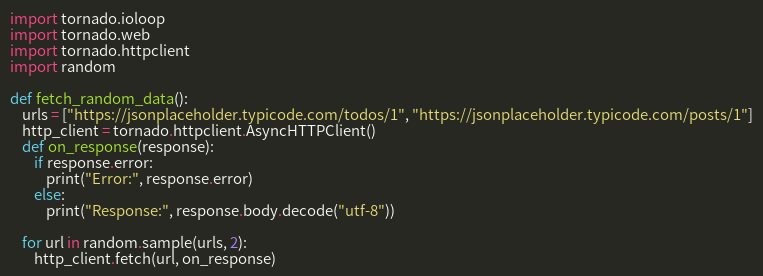 import tornado.ioloop
import tornado.web
import tornado.httpclient
import random

def fetch_random_data():
    urls = ["https://jsonplaceholder.typicode.com/todos/1", "https://jsonplaceholder.typicode.com/posts/1"]
    http_client = tornado.httpclient.AsyncHTTPClient()
    def on_response(response):
        if response.error:
            print("Error:", response.error)
        else:
            print("Response:", response.body.decode("utf-8"))

    for url in random.sample(urls, 2):
        http_client.fetch(url, on_response)